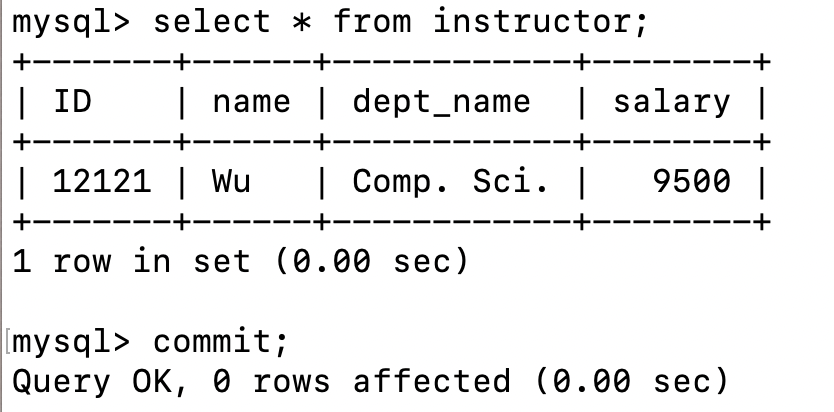 mysql> select * from instructor;
+-------+------+------------+--------+
| ID    | name | dept_name  | salary |
+-------+------+------------+--------+
| 12121 | Wu   | Comp. Sci. |   9500 |
+-------+------+------------+--------+
1 row in set (0.00 sec)

[mysql> commit;
Query OK, 0 rows affected (0.00 sec)